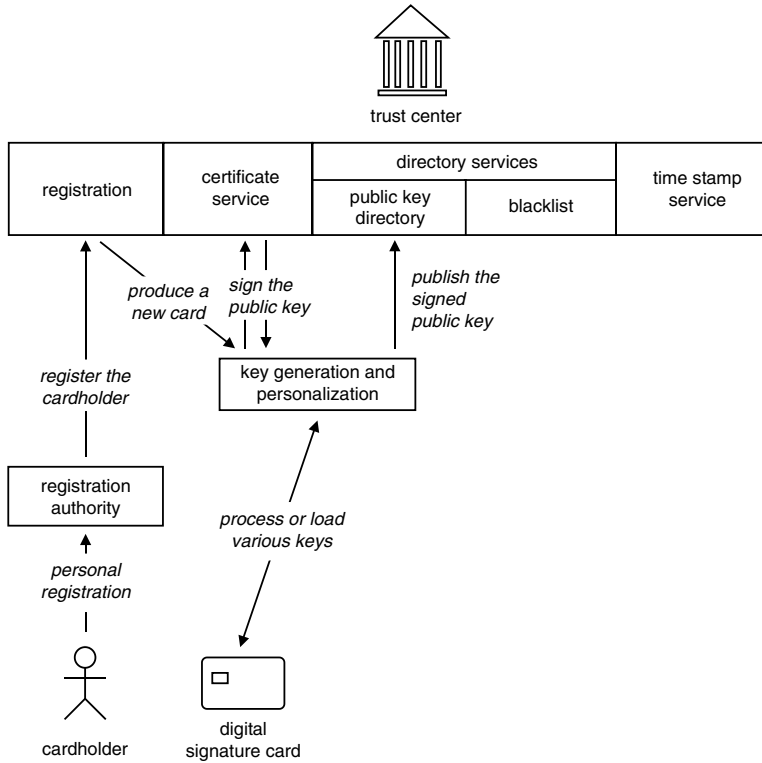 trust center
registration
certificate
service
directory services
public key
directory
blacklist
time stamp
service
produce a
new card
sign the
public key
publish the
signed
public key
register the
cardholder
key generation and
personalization
registration
authority
process or load
various keys
personal
registration
cardholder
digital
signature card